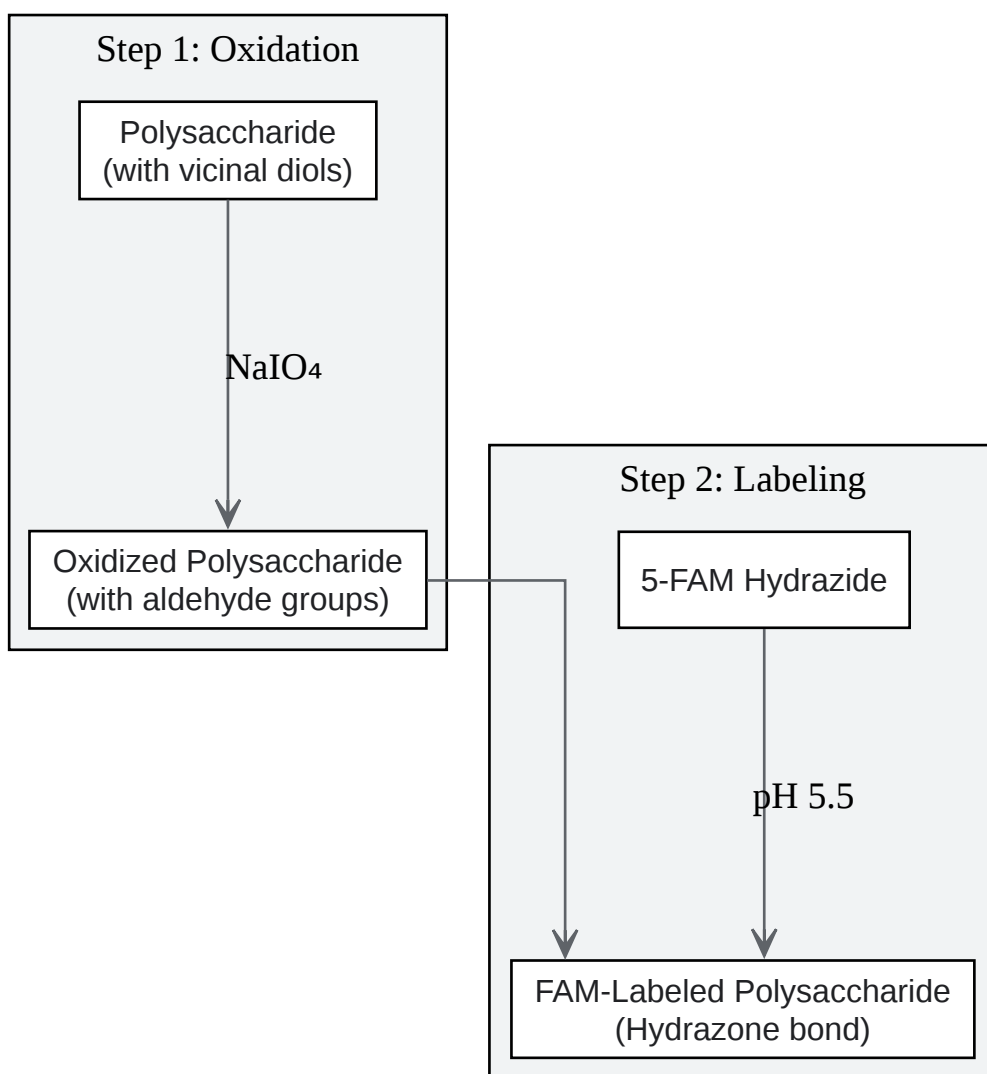 Step 1: Oxidation
Polysaccharide
(with vicinal diols)
NaIO₄
Oxidized Polysaccharide
(with aldehyde groups)
Step 2: Labeling
5-FAM Hydrazide
pH 5.5
FAM-Labeled Polysaccharide
(Hydrazone bond)